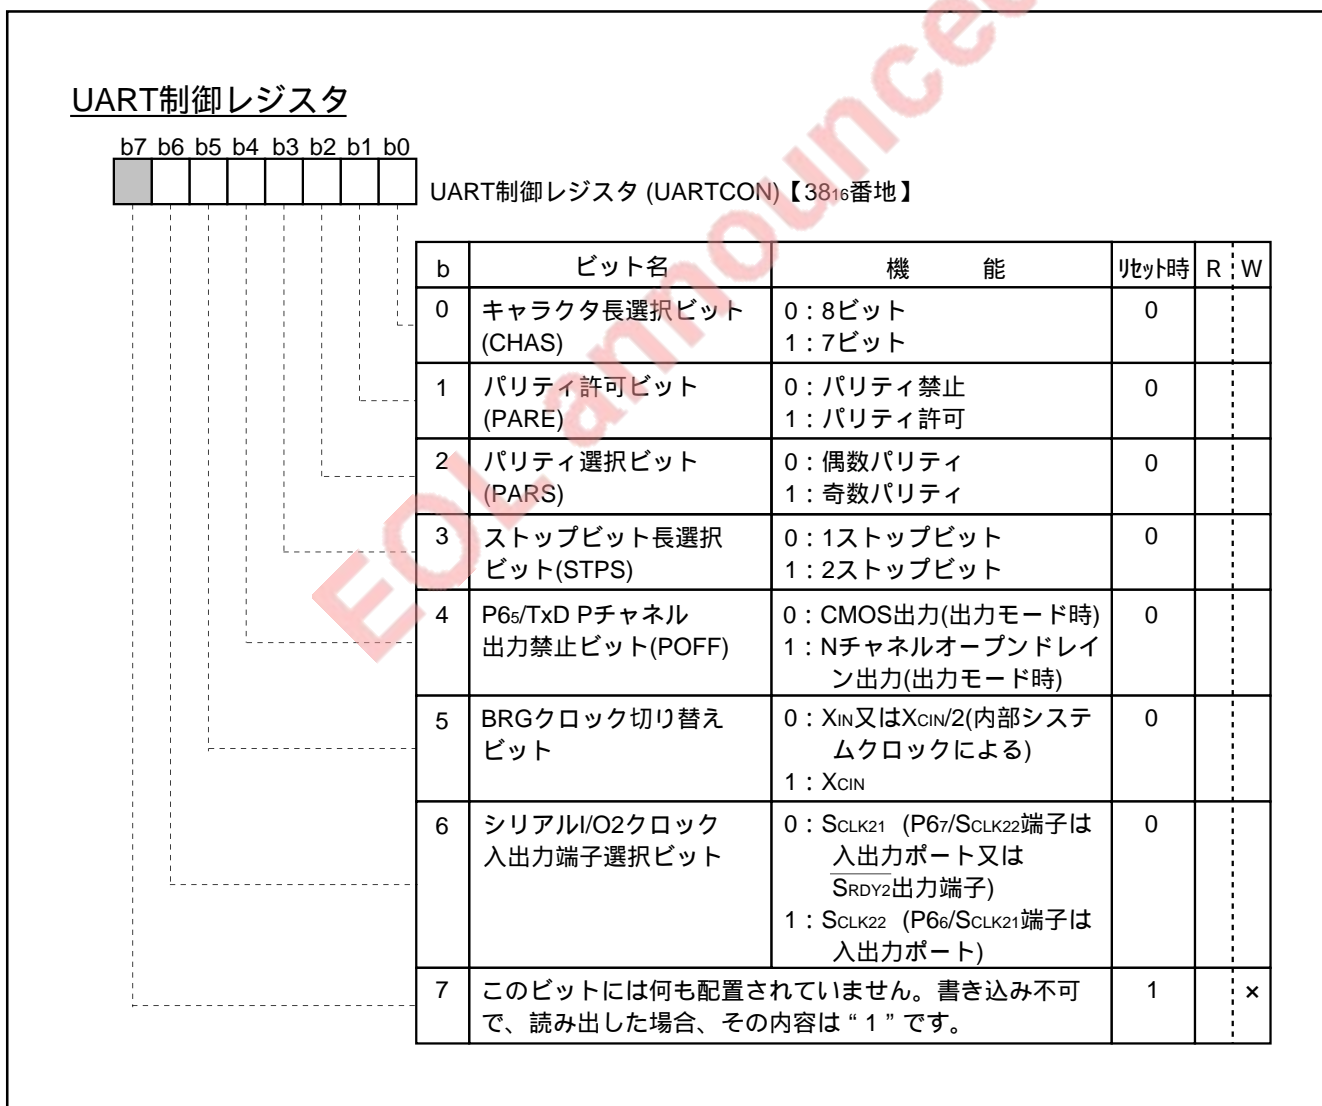 UART制御レジスタ
b7 b6 b5 b4 b3 b2 b1 b0
UART制御レジスタ (UARTCON)【3816番地】
b ビット名 機 能 リセット時 R W
0 キャラクタ長選択ビット 0:8ビット 0
(CHAS) 1:7ビット
1 パリティ許可ビット 0:パリティ禁止 0
(PARE) 1:パリティ許可
2 パリティ選択ビット 0:偶数パリティ 0
(PARS) 1:奇数パリティ
3 ストップビット長選択 0:1ストップビット 0
ビット(STPS) 1:2ストップビット
4 P65/TxD Pチャネル 0:CMOS出力(出力モード時) 0
出力禁止ビット(POFF) 1:Nチャネルオープンドレイ
ン出力(出力モード時)
5 BRGクロック切り替え 0:XIN又はXCIN/2(内部システ 0
ビット ムクロックによる)
1:XCIN
6 シリアルI/O2クロック 0:SCLK21 (P67/SCLK22端子は 0
入出力端子選択ビット 入出力ポート又は
SRDY2出力端子)
1:SCLK22 (P66/SCLK21端子は
入出力ポート)
7 このビットには何も配置されていません。書き込み不可 1 ×
で、読み出した場合、その内容は“1”です。
EOL announced